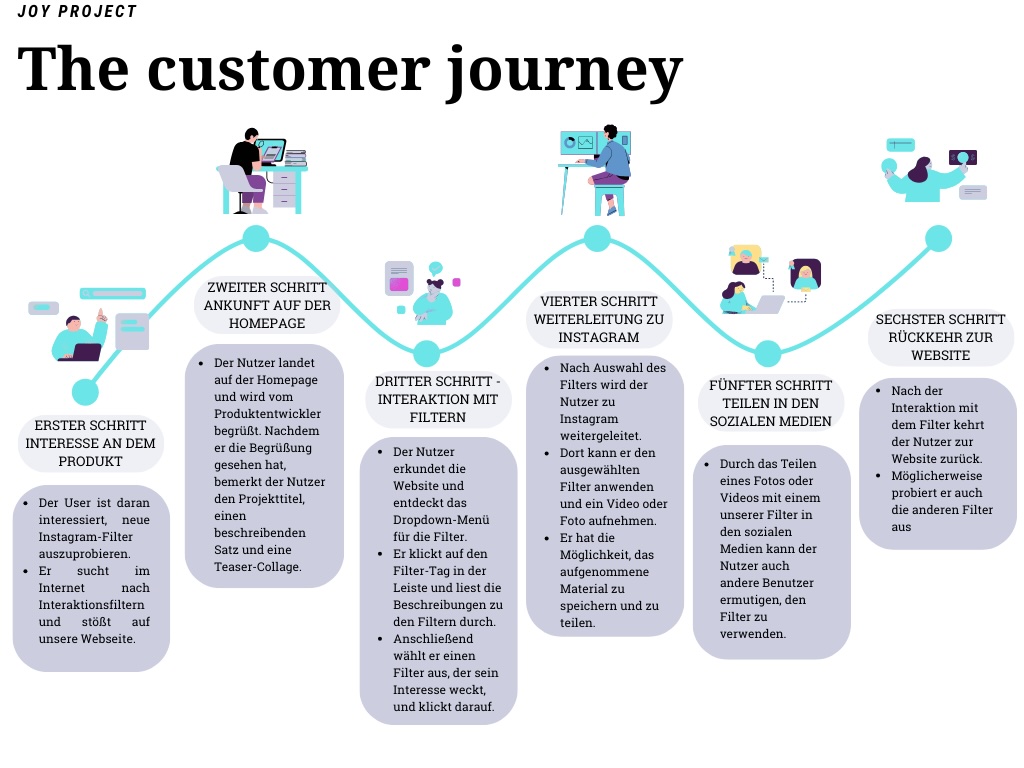 JOY PROJECT
The customer journey
ERSTER SCHRITT
INTERESSE AN DEM
PRODUKT
• Der User ist daran
interessiert, neue
Instagram-Filter
auszuprobieren.
• Er sucht im
Internet nach
Interaktionsfiltern
und stößt auf
unsere Webseite.
ZWEITER SCHRITT
ANKUNFT AUF DER
HOMEPAGE
• Der Nutzer landet
auf der Homepage
und wird vom
Produktentwickler
begrüßt. Nachdem
er die Begrüßung
gesehen hat,
bemerkt der Nutzer
den Projekttitel,
einen
beschreibenden
Satz und eine
Teaser-Collage.
DRITTER SCHRITT -
INTERAKTION MIT
FILTERN
• Der Nutzer
erkundet die
Website und
entdeckt das
Dropdown-Menü
für die Filter.
• Er klickt auf den
Filter-Tag in der
Leiste und liest die
Beschreibungen zu
den Filtern durch.
• Anschließend
wählt er einen
Filter aus, der sein
Interesse weckt,
und klickt darauf.
VIERTER SCHRITT
WEITERLEITUNG ZU
INSTAGRAM
• Nach Auswahl des
Filters wird der
Nutzer zu
Instagram
weitergeleitet.
• Dort kann er den
ausgewählten
Filter anwenden
und ein Video oder
Foto aufnehmen.
• Er hat die
Möglichkeit, das
aufgenommene
Material zu
speichern und zu
teilen.
FÜNFTER SCHRITT
TEILEN IN DEN
SOZIALEN MEDIEN
• Durch das Teilen
eines Fotos oder
Videos mit einem
unserer Filter in
den sozialen
Medien kann der
Nutzer auch
andere Benutzer
ermutigen, den
Filter zu
verwenden.
SECHSTER SCHRITT
RÜCKKEHR ZUR
WEBSITE
• Nach der
Interaktion mit
dem Filter kehrt
der Nutzer zur
Website zurück.
• Möglicherweise
probiert er auch
die anderen Filter
aus